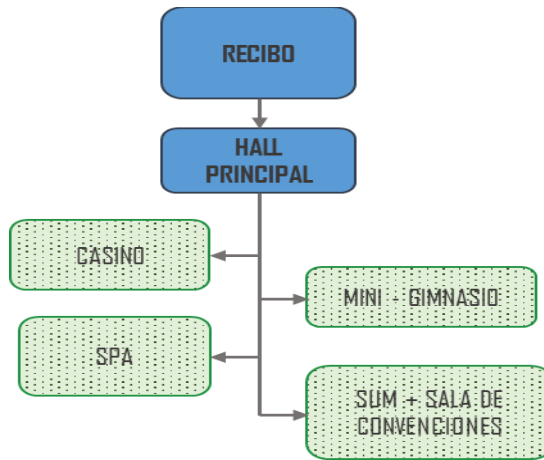 RECIBO
HALL
PRINCIPAL
CASINO
MINI - GIMNASIO
SPA
SUM + SALA DE
CONVENCIONES